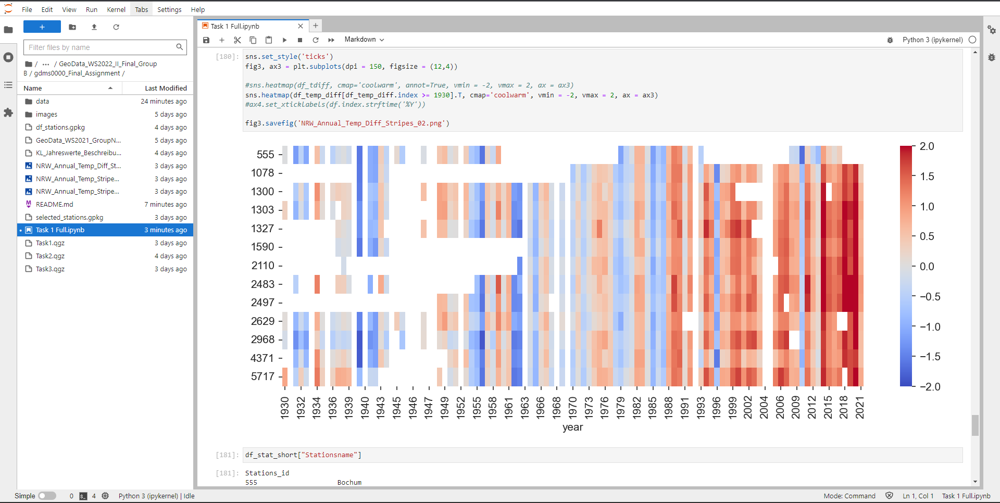 File Edit View Run Kernel Tabs Settings Help
+
Filter files by name
/ ··· / GeoData_WS2022_II_Final_Group
B / gdms0000_Final_Assignment /
Name Last Modified
data 24 minutes ago
images 5 days ago
df_stations.gpkg 4 days ago
GeoData_WS2021_GroupN... 5 days ago
KL_Jahreswerte_Beschreibu... 4 days ago
NRW_Annual_Temp_Diff_St... 3 days ago
NRW_Annual_Temp_Stripe... 3 days ago
NRW_Annual_Temp_Stripe... 3 days ago
README.md 7 minutes ago
selected_stations.gpkg 3 days ago
Task 1 Full.ipynb 3 minutes ago
Task1.qgz 3 days ago
Task2.qgz 4 days ago
Task3.qgz 3 days ago
Task 1 Full.ipynb
Markdown
Python 3 (ipykernel)
[180]: sns.set_style('ticks')
fig3, ax3 = plt.subplots(dpi = 150, figsize = (12,4))
#sns.heatmap(df_tdiff, cmap='coolwarm', annot=True, vmin = -2, vmax = 2, ax = ax3)
sns.heatmap(df_temp_diff[df_temp_diff.index >= 1930].T, cmap='coolwarm', vmin = -2, vmax = 2, ax = ax3)
#ax4.set_xticklabels(df.index.strftime('%Y'))
fig3.savefig('NRW_Annual_Temp_Diff_Stripes_02.png')
555
1078
1300
1303
1327
1590
2110
2483
2497
2629
2968
4371
5717
1930 1932 1934 1936 1939 1940 1943 1945 1946 1947 1949 1952 1955 1958 1961 1963 1966 1968 1970 1973 1976 1979 1982 1985 1988 1991 1993 1996 1999 2002 2004 2006 2009 2012 2015 2018 2021
year
2.0
1.5
1.0
0.5
0.0
−0.5
−1.0
−1.5
−2.0
[181]: df_stat_short["Stationsname"]
[181]: Stations_id
555 Bochum
Simple 0 4 Python 3 (ipykernel) | Idle Mode: Command Ln 1, Col 1 Task 1 Full.ipynb